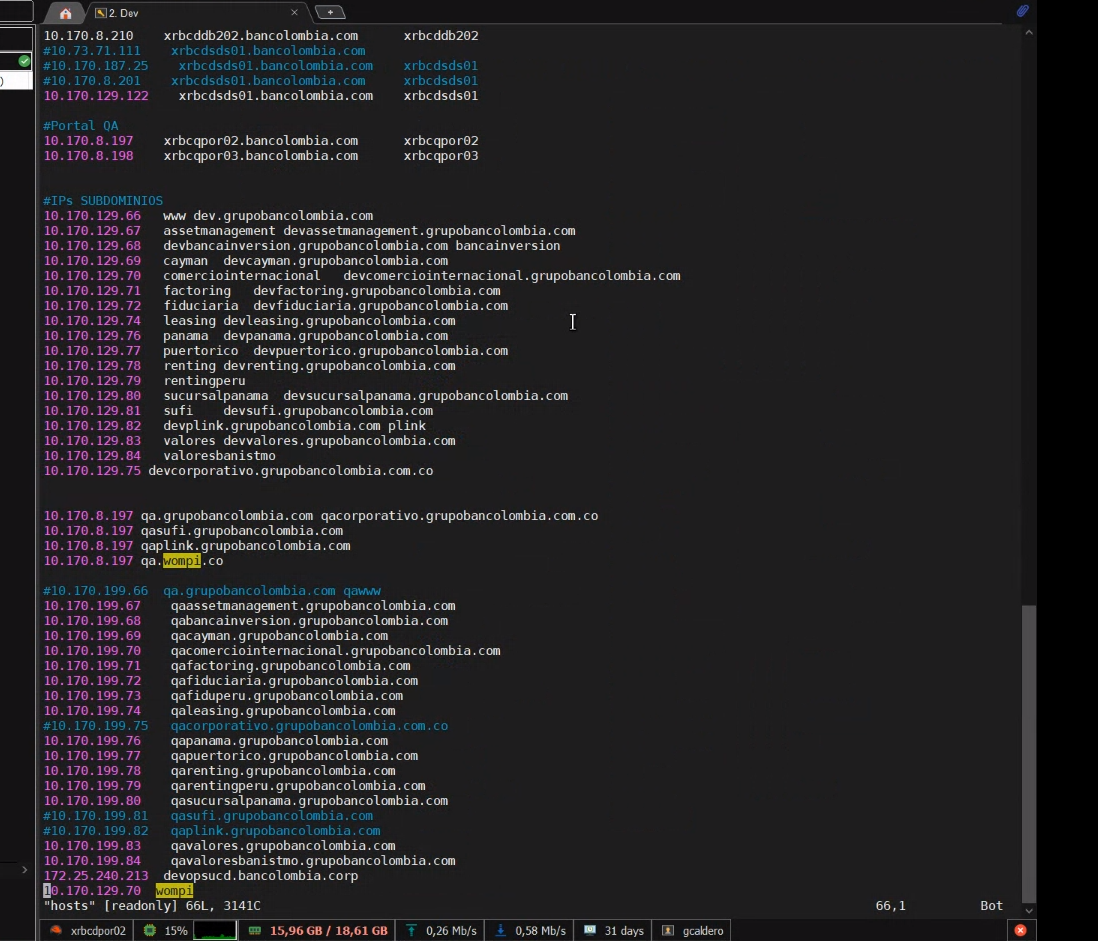 2. Dev
10.170.8.210 xrbcddb202.bancolombia.com xrbcddb202
#10.73.71.111 xrbcdsds01.bancolombia.com
#10.170.187.25 xrbcdsds01.bancolombia.com xrbcdsds01
#10.170.8.201 xrbcdsds01.bancolombia.com xrbcdsds01
10.170.129.122 xrbcdsds01.bancolombia.com xrbcdsds01
#Portal QA
10.170.8.197 xrbcqpor02.bancolombia.com xrbcqpor02
10.170.8.198 xrbcqpor03.bancolombia.com xrbcqpor03
#IPs SUBDOMINIOS
10.170.129.66 www dev.grupobancolombia.com
10.170.129.67 assetmanagement devassetmanagement.grupobancolombia.com
10.170.129.68 devbancainversion.grupobancolombia.com bancainversion
10.170.129.69 cayman devcayman.grupobancolombia.com
10.170.129.70 comerciointernacional devcomerciointernacional.grupobancolombia.com
10.170.129.71 factoring devfactoring.grupobancolombia.com
10.170.129.72 fiduciaria devfiduciaria.grupobancolombia.com
10.170.129.74 leasing devleasing.grupobancolombia.com
10.170.129.76 panama devpanama.grupobancolombia.com
10.170.129.77 puertorico devpuertorico.grupobancolombia.com
10.170.129.78 renting devrenting.grupobancolombia.com
10.170.129.79 rentingperu
10.170.129.80 sucursalpanama devsucursalpanama.grupobancolombia.com
10.170.129.81 sufi devsufi.grupobancolombia.com
10.170.129.82 devplink.grupobancolombia.com plink
10.170.129.83 valores devvalores.grupobancolombia.com
10.170.129.84 valoresbanistmo
10.170.129.75 devcorporativo.grupobancolombia.com.co
10.170.8.197 qa.grupobancolombia.com qacorporativo.grupobancolombia.com.co
10.170.8.197 qasufi.grupobancolombia.com
10.170.8.197 qaplink.grupobancolombia.com
10.170.8.197 qa.wompi.co
#10.170.199.66 qa.grupobancolombia.com qawww
10.170.199.67 qaassetmanagement.grupobancolombia.com
10.170.199.68 qabancainversion.grupobancolombia.com
10.170.199.69 qacayman.grupobancolombia.com
10.170.199.70 qacomerciointernacional.grupobancolombia.com
10.170.199.71 qafactoring.grupobancolombia.com
10.170.199.72 qafiduciaria.grupobancolombia.com
10.170.199.73 qafiduperu.grupobancolombia.com
10.170.199.74 qaleasing.grupobancolombia.com
#10.170.199.75 qacorporativo.grupobancolombia.com.co
10.170.199.76 qapanama.grupobancolombia.com
10.170.199.77 qapuertorico.grupobancolombia.com
10.170.199.78 qarenting.grupobancolombia.com
10.170.199.79 qarentingperu.grupobancolombia.com
10.170.199.80 qasucursalpanama.grupobancolombia.com
#10.170.199.81 qasufi.grupobancolombia.com
#10.170.199.82 qaplink.grupobancolombia.com
10.170.199.83 qavalores.grupobancolombia.com
10.170.199.84 qavaloresbanistmo.grupobancolombia.com
172.25.240.213 devopsucd.bancolombia.corp
10.170.129.70 wompi
"hosts" [readonly] 66L, 3141C 66,1 Bot
xrbcdpor02 15% 15,96 GB / 18,61 GB 0,26 Mb/s 0,58 Mb/s 31 days gcaldero